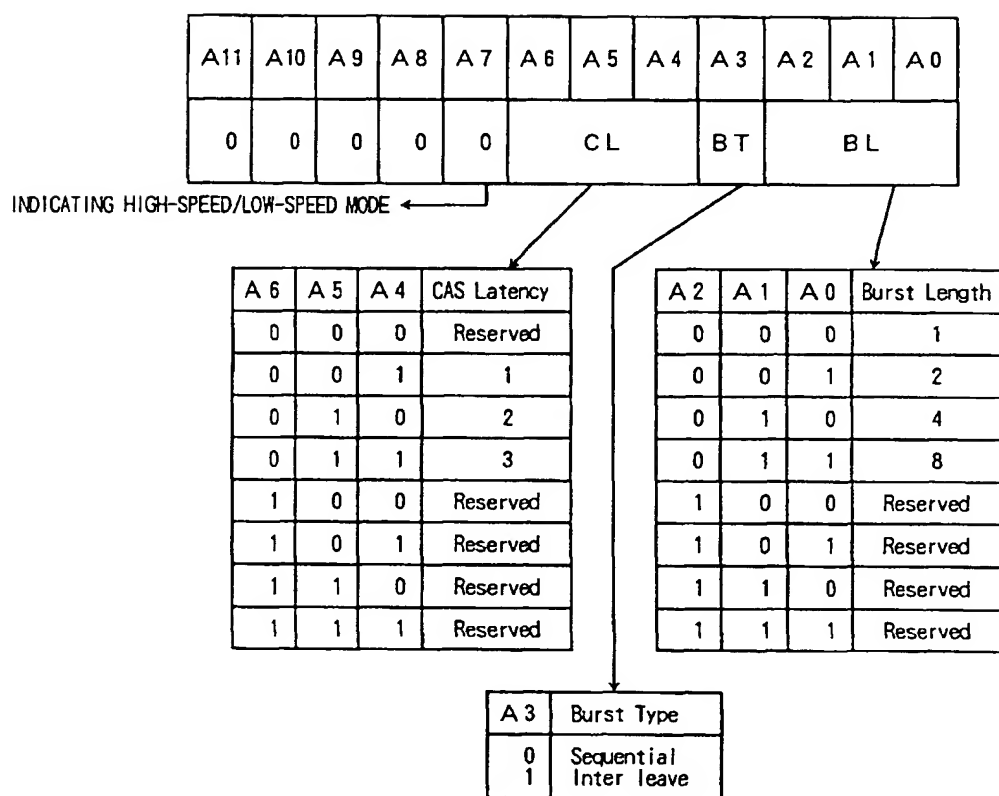 A11 A10 A9 A8 A7 A6 A5 A4 A3 A2 A1 A0
0 0 0 0 0 CL BT BL
INDICATING HIGH-SPEED/LOW-SPEED MODE
A6 A5 A4 CAS Latency
0 0 0 Reserved
0 0 1 1
0 1 0 2
0 1 1 3
1 0 0 Reserved
1 0 1 Reserved
1 1 0 Reserved
1 1 1 Reserved
A2 A1 A0 Burst Length
0 0 0 1
0 0 1 2
0 1 0 4
0 1 1 8
1 0 0 Reserved
1 0 1 Reserved
1 1 0 Reserved
1 1 1 Reserved
A3 Burst Type
0 Sequential
1 Inter leave